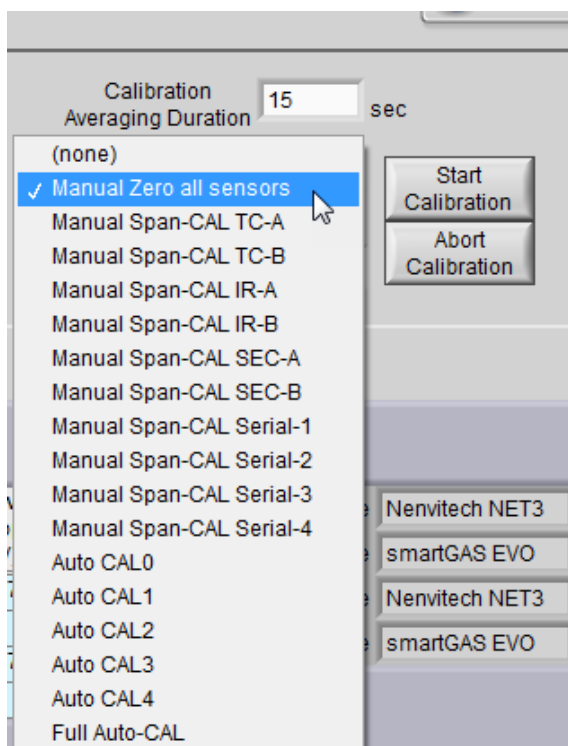 Calibration
Averaging Duration
15
sec
(none)
✓ Manual Zero all sensors
Manual Span-CAL TC-A
Manual Span-CAL TC-B
Manual Span-CAL IR-A
Manual Span-CAL IR-B
Manual Span-CAL SEC-A
Manual Span-CAL SEC-B
Manual Span-CAL Serial-1
Manual Span-CAL Serial-2
Manual Span-CAL Serial-3
Manual Span-CAL Serial-4
Auto CAL0
Auto CAL1
Auto CAL2
Auto CAL3
Auto CAL4
Full Auto-CAL
Start
Calibration
Abort
Calibration
Nenvitech NET3
smartGAS EVO
Nenvitech NET3
smartGAS EVO